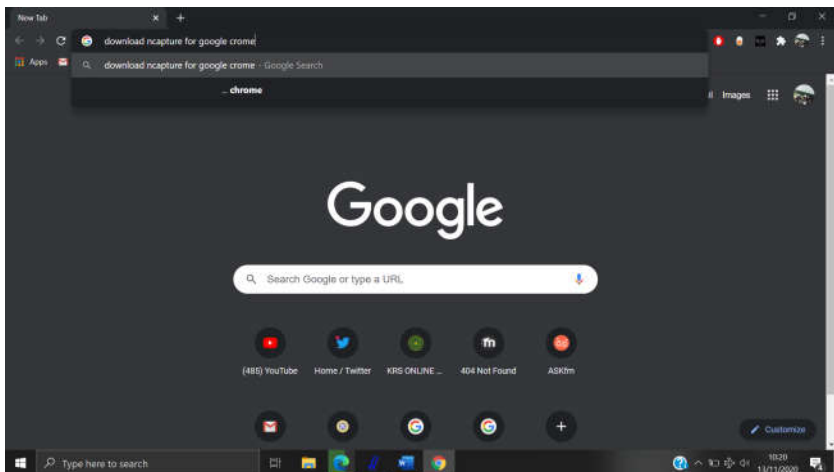 New Tab
download ncapture for google crome
Apps
download ncapture for google crome - Google Search
... chrome
Images
Google
Search Google or type a URL
(485) YouTube
Home / Twitter
KRS ONLINE ...
404 Not Found
ASKfm
Customize
Type here to search
10:29
13/11/2020